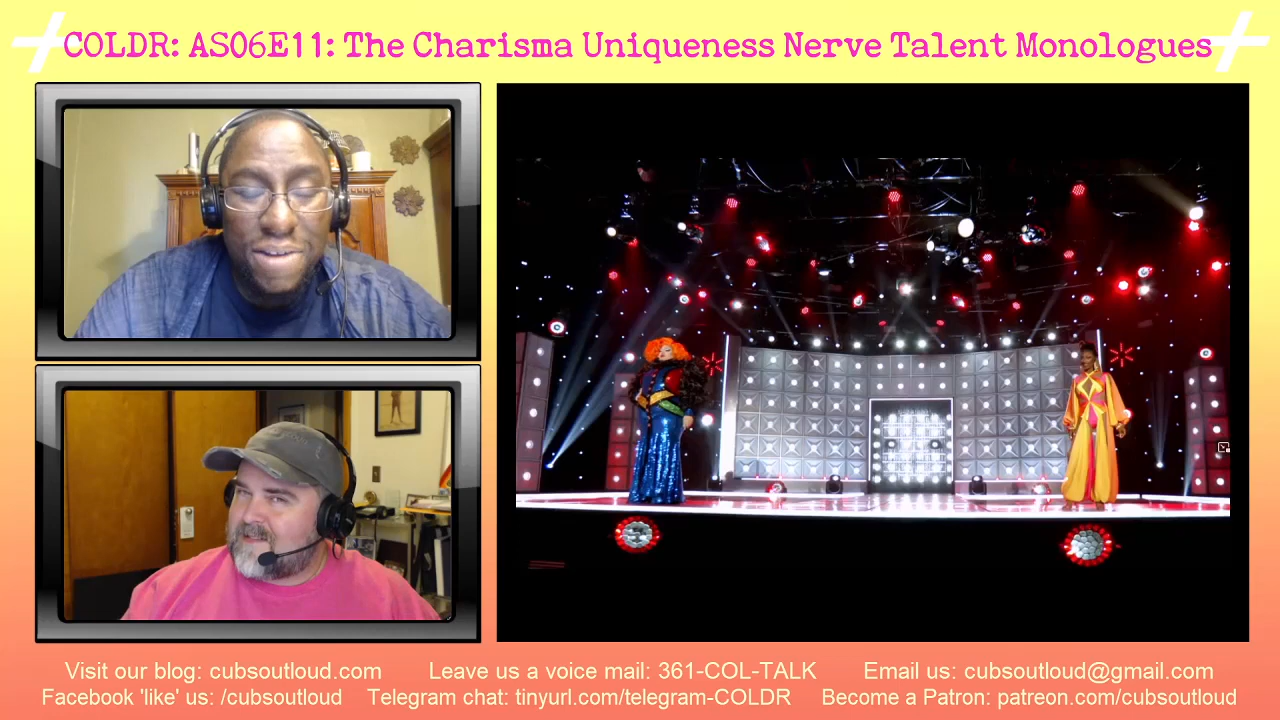 COLDR: AS06E11: The Charisma Uniqueness Nerve Talent Monologues
Visit our blog: cubsoutloud.com Leave us a voice mail: 361-COL-TALK Email us: cubsoutloud@gmail.com
Facebook 'like' us: /cubsoutloud Telegram chat: tinyurl.com/telegram-COLDR Become a Patron: patreon.com/cubsoutloud